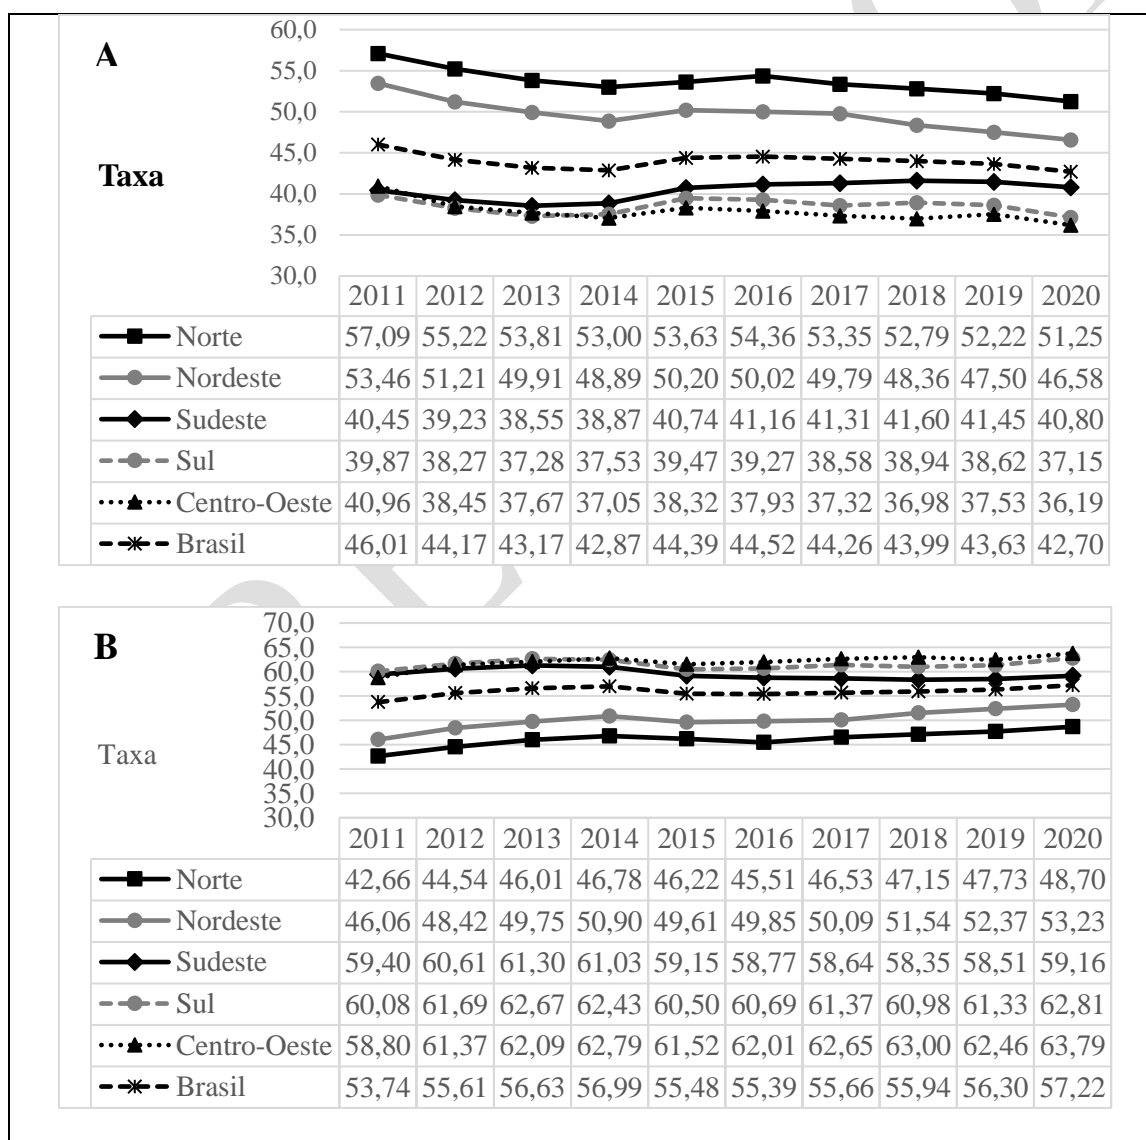 A
Taxa
60,0
55,0
50,0
45,0
40,0
35,0
30,0
2011 2012 2013 2014 2015 2016 2017 2018 2019 2020
Norte 57,09 55,22 53,81 53,00 53,63 54,36 53,35 52,79 52,22 51,25
Nordeste 53,46 51,21 49,91 48,89 50,20 50,02 49,79 48,36 47,50 46,58
Sudeste 40,45 39,23 38,55 38,87 40,74 41,16 41,31 41,60 41,45 40,80
Sul 39,87 38,27 37,28 37,53 39,47 39,27 38,58 38,94 38,62 37,15
Centro-Oeste 40,96 38,45 37,67 37,05 38,32 37,93 37,32 36,98 37,53 36,19
Brasil 46,01 44,17 43,17 42,87 44,39 44,52 44,26 43,99 43,63 42,70
B
Taxa
70,0
65,0
60,0
55,0
50,0
45,0
40,0
35,0
30,0
2011 2012 2013 2014 2015 2016 2017 2018 2019 2020
Norte 42,66 44,54 46,01 46,78 46,22 45,51 46,53 47,15 47,73 48,70
Nordeste 46,06 48,42 49,75 50,90 49,61 49,85 50,09 51,54 52,37 53,23
Sudeste 59,40 60,61 61,30 61,03 59,15 58,77 58,64 58,35 58,51 59,16
Sul 60,08 61,69 62,67 62,43 60,50 60,69 61,37 60,98 61,33 62,81
Centro-Oeste 58,80 61,37 62,09 62,79 61,52 62,01 62,65 63,00 62,46 63,79
Brasil 53,74 55,61 56,63 56,99 55,48 55,39 55,66 55,94 56,30 57,22